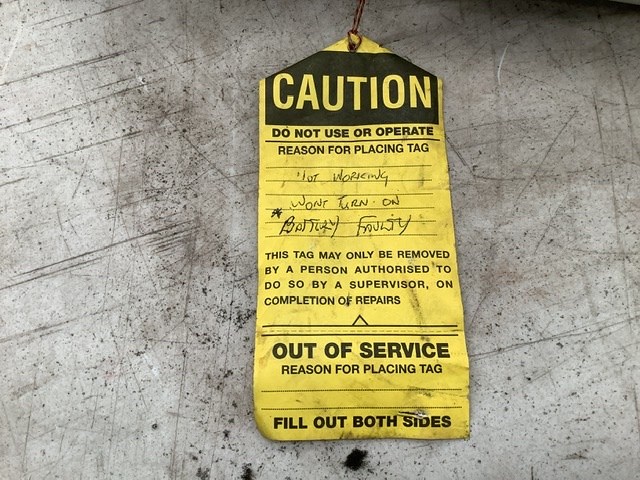 CAUTION
DO NOT USE OR OPERATE
REASON FOR PLACING TAG
NOT WORKING
WONT TURN ON
* BATTERY FAULTY
THIS TAG MAY ONLY BE REMOVED
BY A PERSON AUTHORISED TO
DO SO BY A SUPERVISOR, ON
COMPLETION OF REPAIRS
OUT OF SERVICE
REASON FOR PLACING TAG
FILL OUT BOTH SIDES